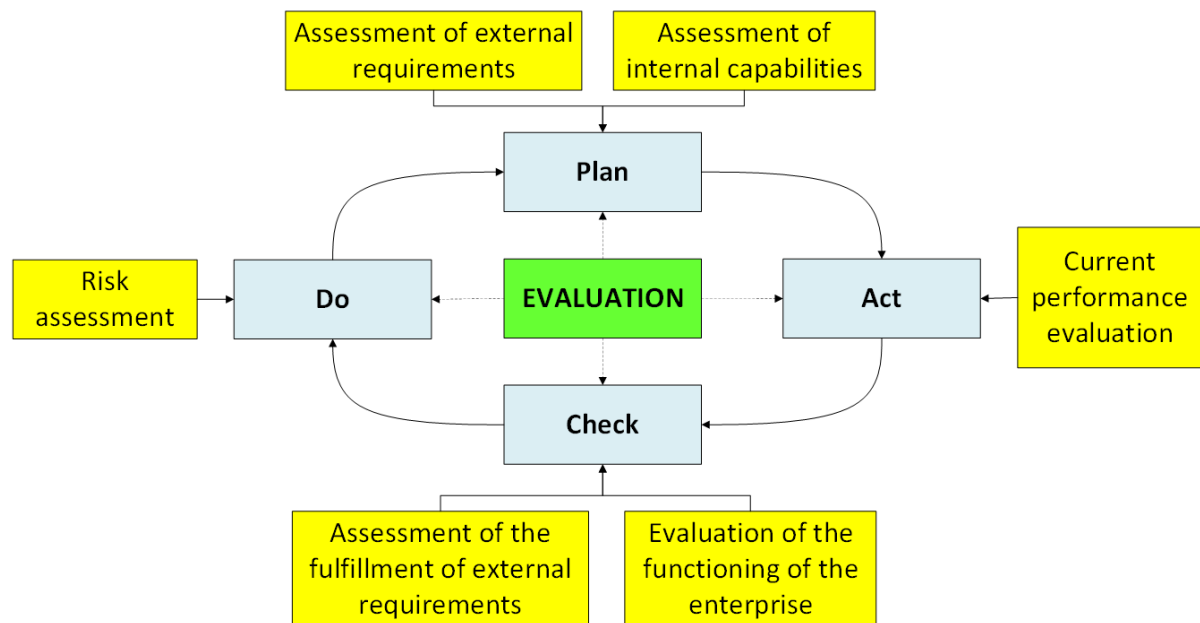 Assessment of external
requirements
Assessment of
internal capabilities
Plan
Risk
assessment
Do
EVALUATION
Act
Current
performance
evaluation
Check
Assessment of the
fulfillment of external
requirements
Evaluation of the
functioning of the
enterprise